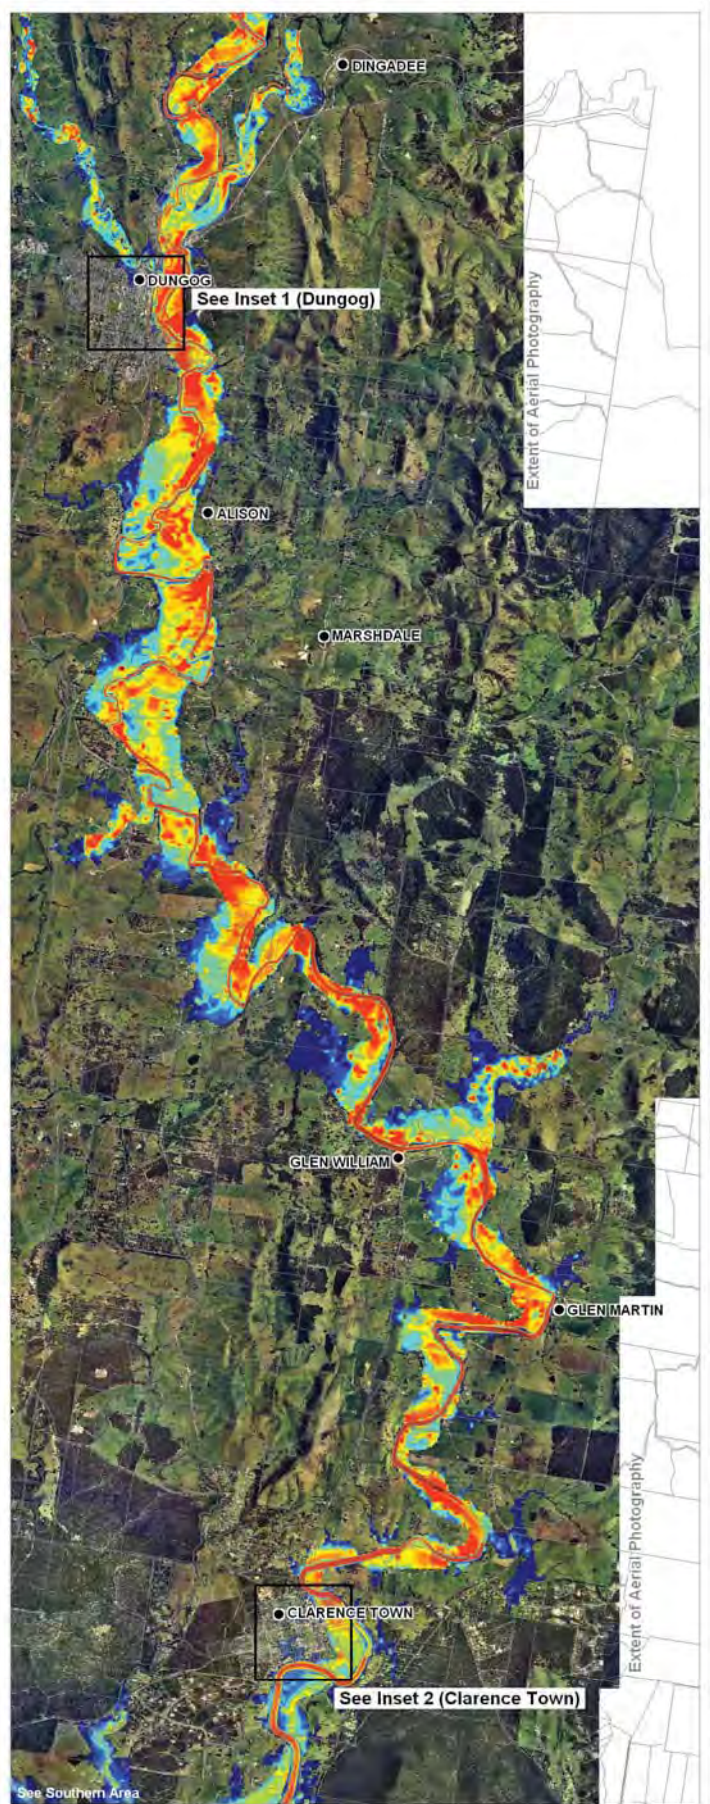 DINGADEE
DUNGOG
See Inset 1 (Dungog)
Extent of Aerial Photography
ALISON
MARSHDALE
GLEN WILLIAM
GLEN MARTIN
Extent of Aerial Photography
CLARENCE TOWN
See Inset 2 (Clarence Town)
See Southern Area